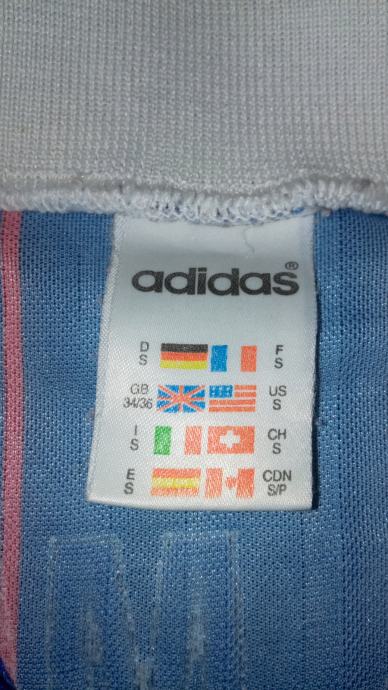 adidas®
D F
S S
GB US
34/36 S
I CH
S S
E CDN
S S/P